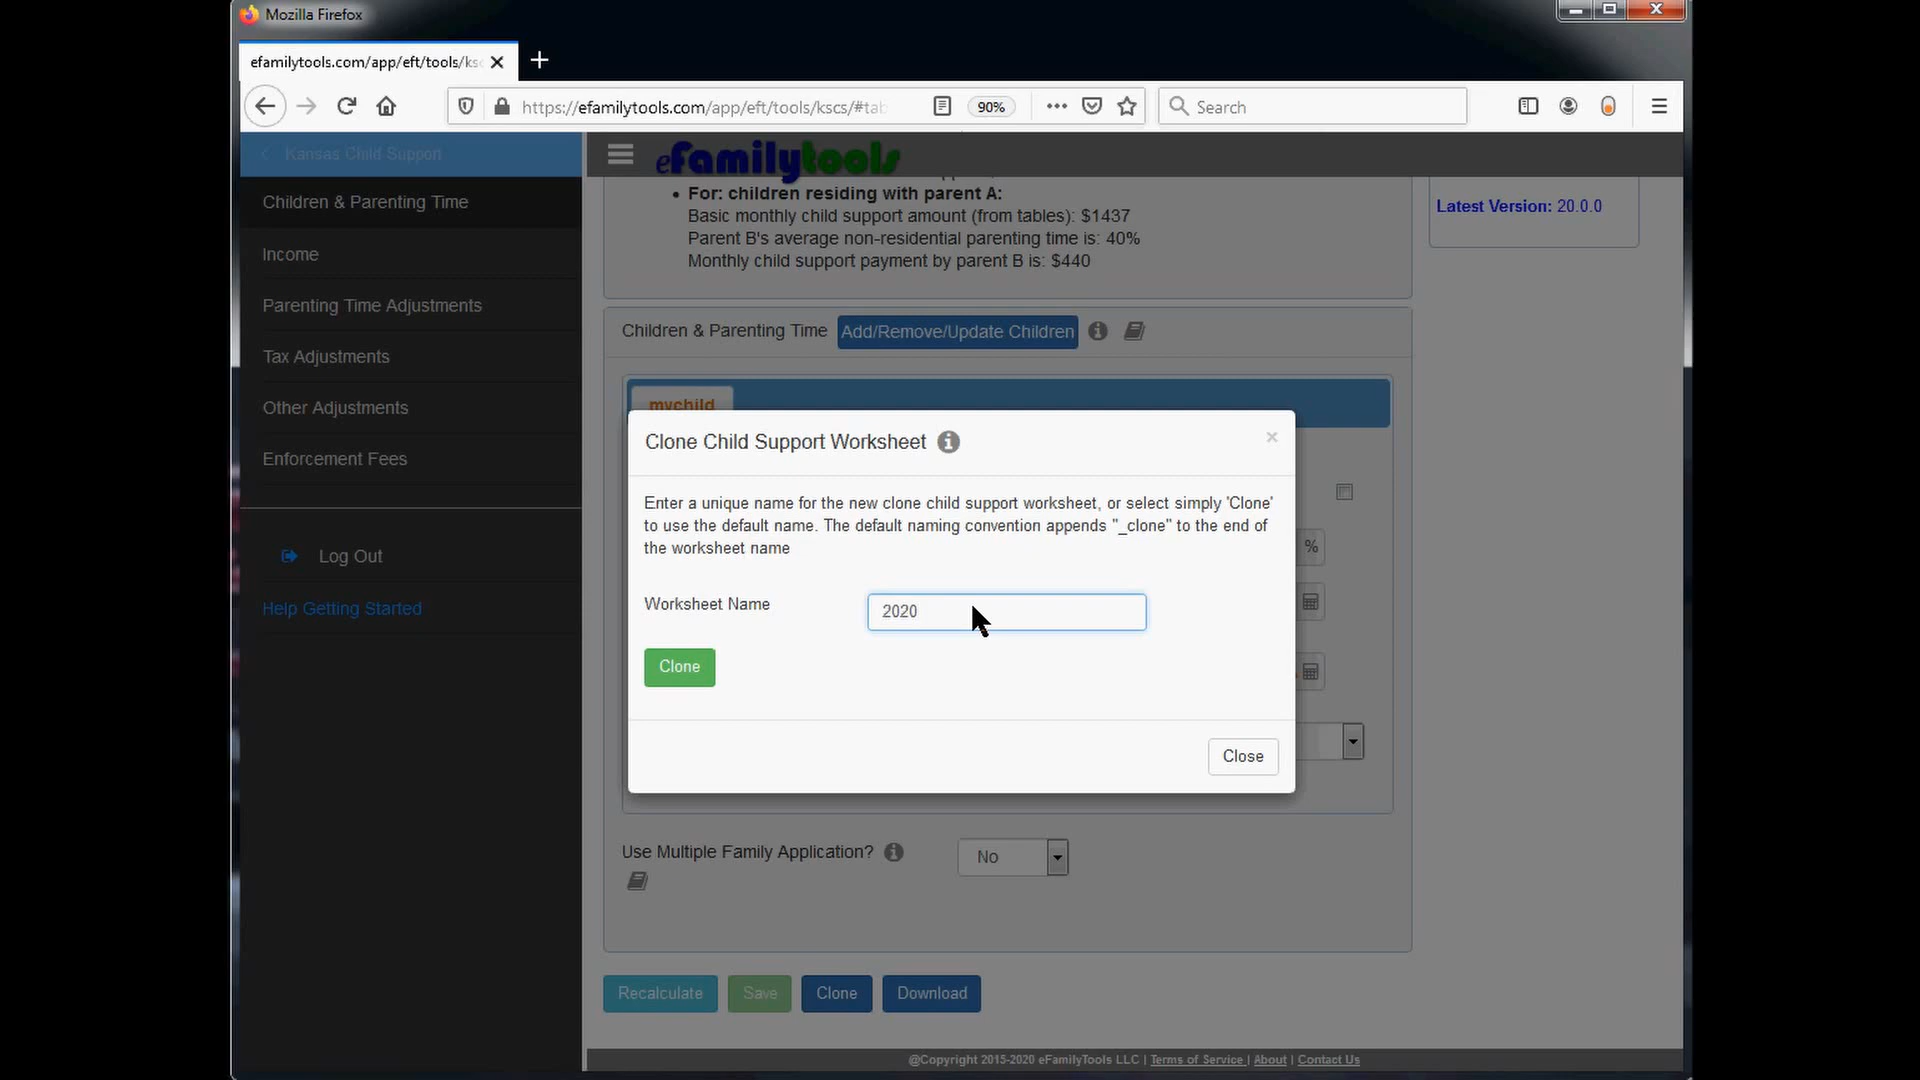 Mozilla Firefox
efamilytools.com/app/eft/tools/ksc
https://efamilytools.com/app/eft/tools/kscs/#tab
90%
Search
Kansas Child Support
eFamilytools
Children & Parenting Time
Income
Parenting Time Adjustments
Tax Adjustments
Other Adjustments
Enforcement Fees
Log Out
Help Getting Started
• For: children residing with parent A:
Basic monthly child support amount (from tables): $1437
Parent B's average non-residential parenting time is: 40%
Monthly child support payment by parent B is: $440
Latest Version: 20.0.0
Children & Parenting Time Add/Remove/Update Children
mychild
Clone Child Support Worksheet
Enter a unique name for the new clone child support worksheet, or select simply 'Clone'
to use the default name. The default naming convention appends "_clone" to the end of
the worksheet name
%
Worksheet Name 2020
Clone
Close
Use Multiple Family Application? No
Recalculate Save Clone Download
@Copyright 2015-2020 eFamilyTools LLC | Terms of Service | About | Contact Us